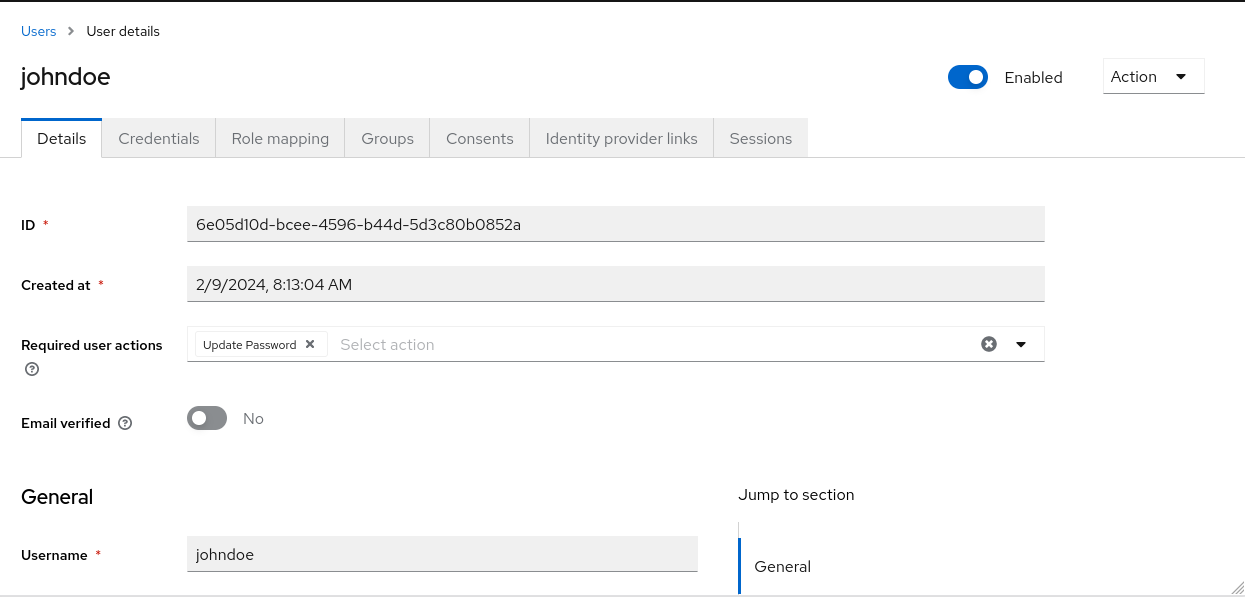 Users > User details
johndoe
Enabled
Action
Details Credentials Role mapping Groups Consents Identity provider links Sessions
ID *
6e05d10d-bcee-4596-b44d-5d3c80b0852a
Created at *
2/9/2024, 8:13:04 AM
Required user actions
Update Password
Select action
Email verified
No
General
Jump to section
Username *
johndoe
General